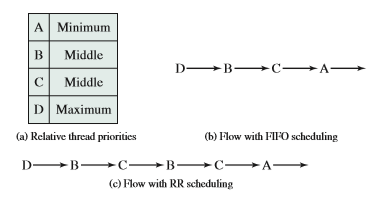 A Minimum
B Middle
C Middle
D Maximum
(a) Relative thread priorities
D B C A
(b) Flow with FIFO scheduling
D B C B C A
(c) Flow with RR scheduling